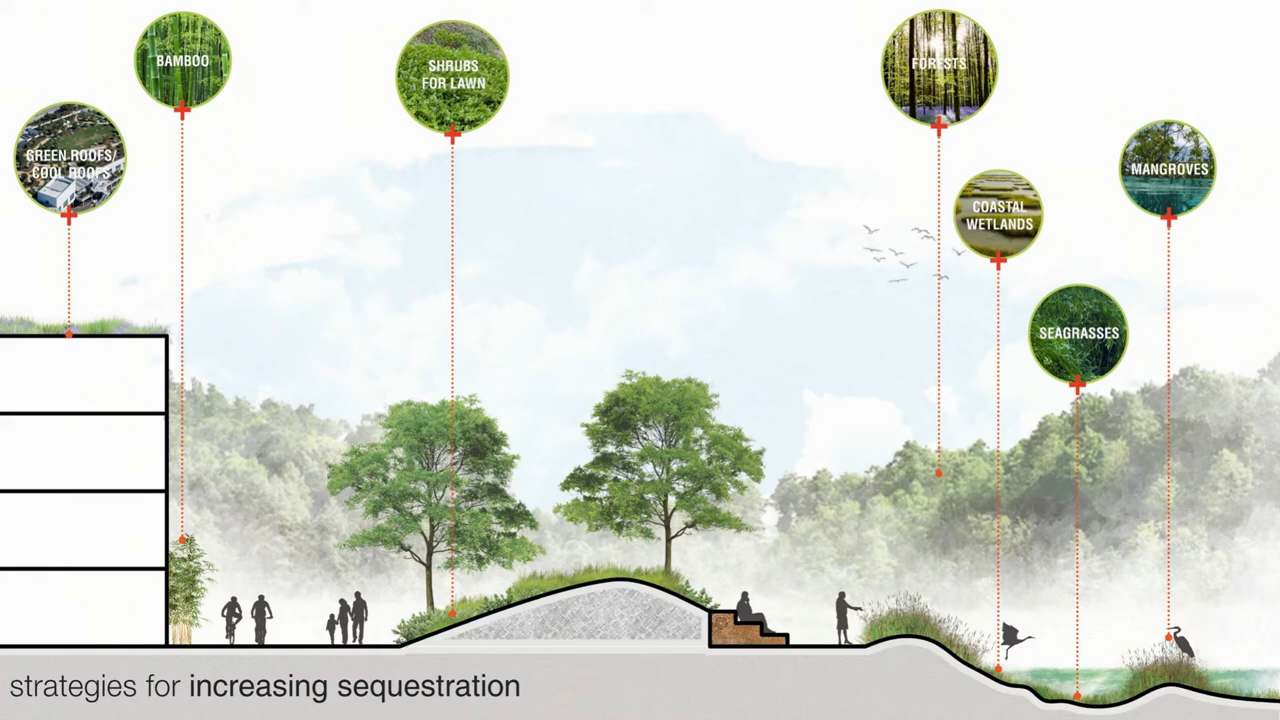 BAMBOO
SHRUBS
FOR LAWN
FORESTS
GREEN ROOFS/
COOL ROOFS
MANGROVES
COASTAL
WETLANDS
SEAGRASSES
strategies for increasing sequestration